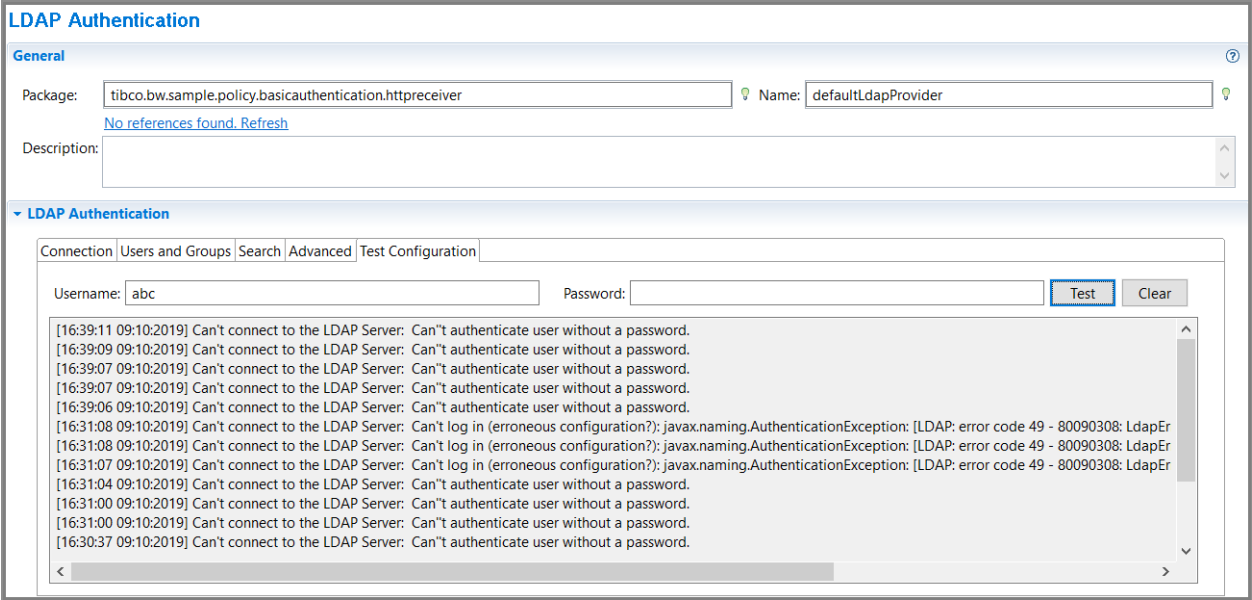 LDAP Authentication
General
Package: tibco.bw.sample.policy.basicauthentication.httpreceiver Name: defaultLdapProvider
No references found. Refresh
Description:
LDAP Authentication
Connection Users and Groups Search Advanced Test Configuration
Username: abc Password: Test Clear
[16:39:11 09:10:2019] Can't connect to the LDAP Server:  Can''t authenticate user without a password.
[16:39:09 09:10:2019] Can't connect to the LDAP Server:  Can''t authenticate user without a password.
[16:39:07 09:10:2019] Can't connect to the LDAP Server:  Can''t authenticate user without a password.
[16:39:07 09:10:2019] Can't connect to the LDAP Server:  Can''t authenticate user without a password.
[16:39:06 09:10:2019] Can't connect to the LDAP Server:  Can''t authenticate user without a password.
[16:31:08 09:10:2019] Can't connect to the LDAP Server:  Can't log in (erroneous configuration?): javax.naming.AuthenticationException: [LDAP: error code 49 - 80090308: LdapEr
[16:31:08 09:10:2019] Can't connect to the LDAP Server:  Can't log in (erroneous configuration?): javax.naming.AuthenticationException: [LDAP: error code 49 - 80090308: LdapEr
[16:31:07 09:10:2019] Can't connect to the LDAP Server:  Can't log in (erroneous configuration?): javax.naming.AuthenticationException: [LDAP: error code 49 - 80090308: LdapEr
[16:31:04 09:10:2019] Can't connect to the LDAP Server:  Can''t authenticate user without a password.
[16:31:00 09:10:2019] Can't connect to the LDAP Server:  Can''t authenticate user without a password.
[16:31:00 09:10:2019] Can't connect to the LDAP Server:  Can''t authenticate user without a password.
[16:30:37 09:10:2019] Can't connect to the LDAP Server:  Can''t authenticate user without a password.